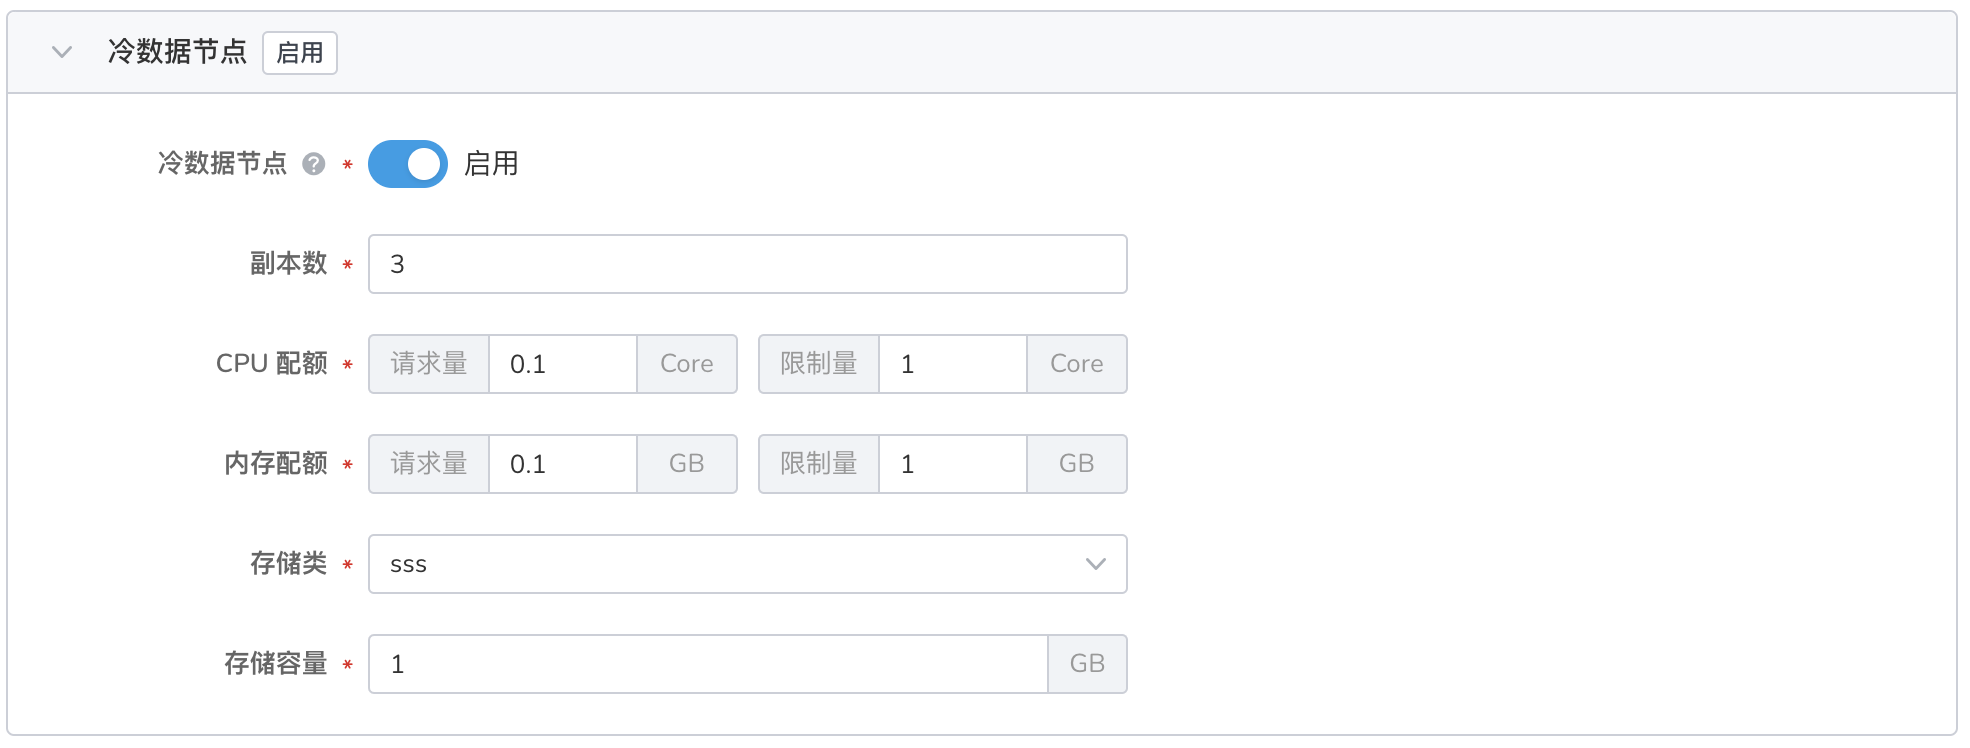 冷数据节点 启用
冷数据节点 ? * 启用
副本数 * 3
CPU 配额 * 请求量 0.1 Core 限制量 1 Core
内存配额 * 请求量 0.1 GB 限制量 1 GB
存储类 * sss
存储容量 * 1 GB